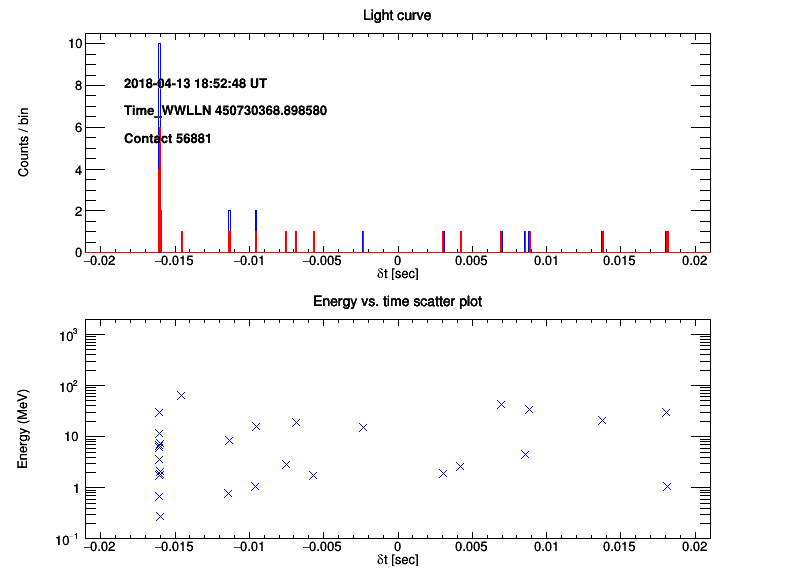 Light curve
10
8
6
4
2
0
Counts / bin
2018-04-13 18:52:48 UT
Time_WWLLN 450730368.898580
Contact 56881
−0.02 −0.015 −0.01 −0.005 0 0.005 0.01 0.015 0.02
δt [sec]
Energy vs. time scatter plot
10³
10²
10
1
10⁻¹
Energy (MeV)
−0.02 −0.015 −0.01 −0.005 0 0.005 0.01 0.015 0.02
δt [sec]